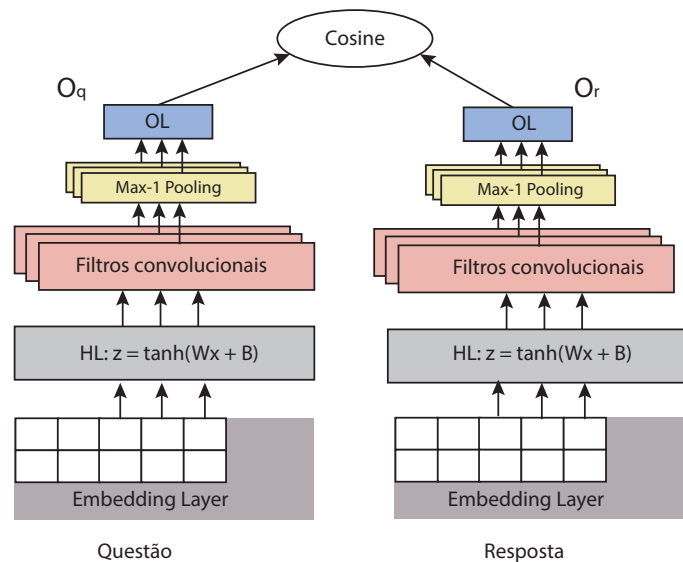 Cosine
Oq
Or
OL
OL
Max-1 Pooling
Max-1 Pooling
Filtros convolucionais
Filtros convolucionais
HL: z = tanh(Wx + B)
HL: z = tanh(Wx + B)
Embedding Layer
Embedding Layer
Questão
Resposta